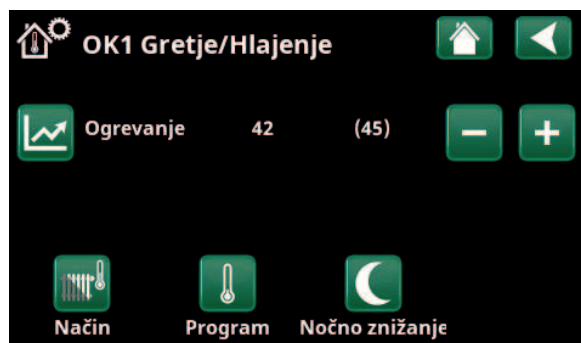 OK1 Gretje/Hlajenje
Ogrevanje 42 (45)
Način Program Nočno znižanje